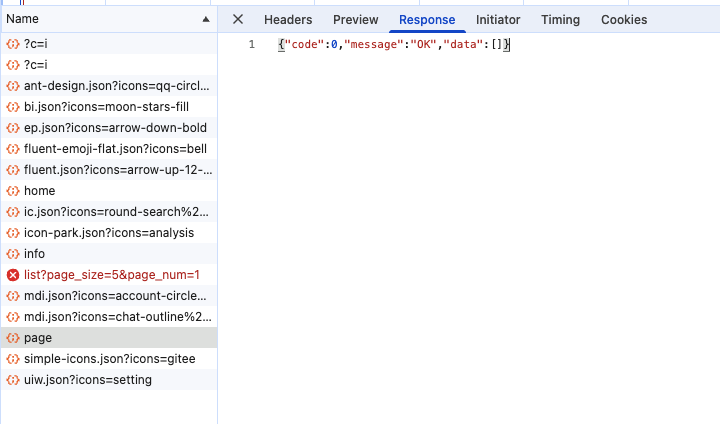 Name
?c=i
?c=i
ant-design.json?icons=qq-circl...
bi.json?icons=moon-stars-fill
ep.json?icons=arrow-down-bold
fluent-emoji-flat.json?icons=bell
fluent.json?icons=arrow-up-12-...
home
ic.json?icons=round-search%2...
icon-park.json?icons=analysis
info
list?page_size=5&page_num=1
mdi.json?icons=account-circle...
mdi.json?icons=chat-outline%2...
page
simple-icons.json?icons=gitee
uiw.json?icons=setting
Headers Preview Response Initiator Timing Cookies
1 {"code":0,"message":"OK","data":[]}